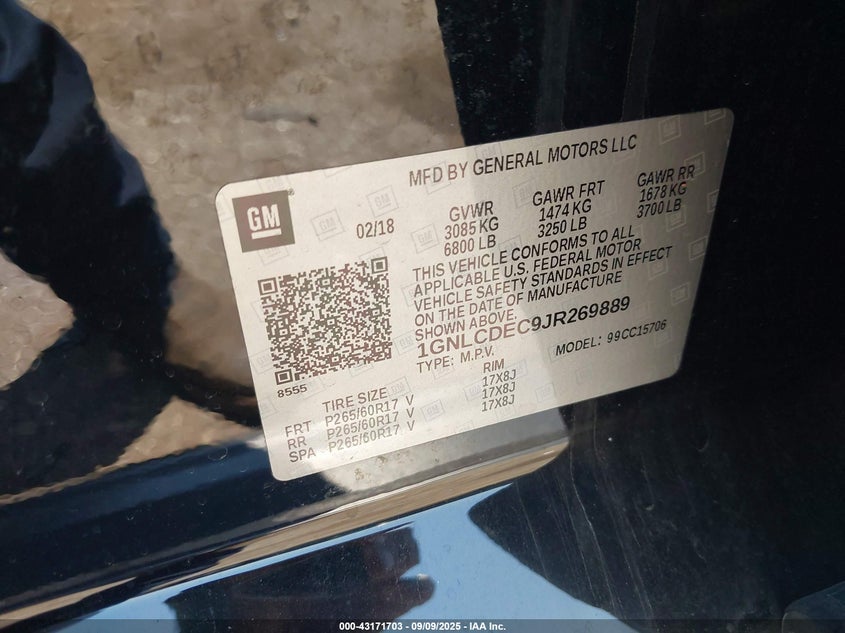 MFD BY GENERAL MOTORS LLC
GM
02/18
GVWR
3085 KG
6800 LB
GAWR FRT
1474 KG
3250 LB
GAWR RR
1678 KG
3700 LB
THIS VEHICLE CONFORMS TO ALL
APPLICABLE U.S. FEDERAL MOTOR
VEHICLE SAFETY STANDARDS IN EFFECT
ON THE DATE OF MANUFACTURE
SHOWN ABOVE.
1GNLCDEC9JR269889
TYPE: M.P.V.
MODEL: 99CC15706
8555
TIRE SIZE
RIM
FRT P265/60R17 V 17X8J
RR P265/60R17 V 17X8J
SPA P265/60R17 V 17X8J
000-43171703 - 09/09/2025 - IAA Inc.